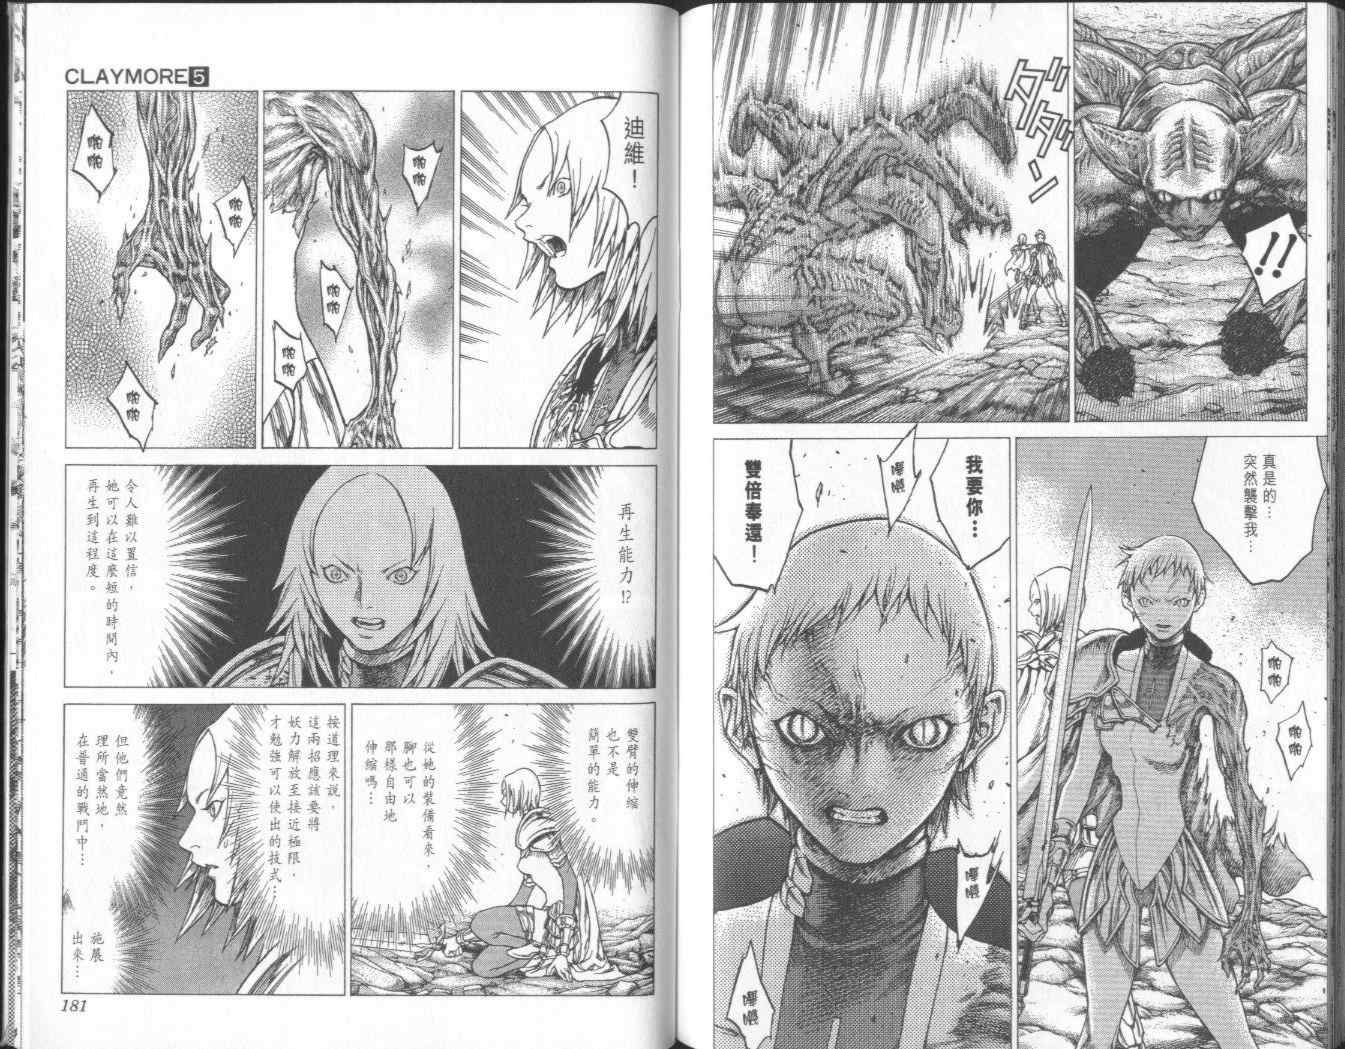 ダダダン
!!
真是的…
突然襲擊我…
啪啪
啪啪
我要你…
雙倍奉還！
CLAYMORE 5
迪維！
啪啪
啪啪
啪啪
啪啪
啪啪
啪啪
再生能力!?
令人難以置信，
她可以在這麼短的時間內，
再生到這程度。
雙臂的伸縮
也不是
簡單的能力。
從她的裝備看來，
腳也可以
那樣自由地
伸縮嗎…
按道理來說，
這兩招應該要將
妖力解放至接近極限，
才勉強可以使出的技式…
但他們竟然
理所當然地，
在普通的戰鬥中…
施展
出來…
181